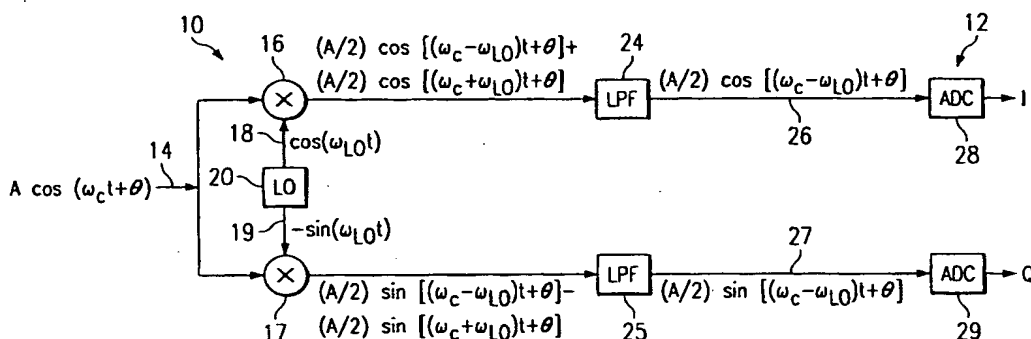 10
16
(A/2) cos [(ω_c−ω_LO)t+θ]+
(A/2) cos [(ω_c+ω_LO)t+θ]
24
LPF
(A/2) cos [(ω_c−ω_LO)t+θ]
26
12
ADC
28
I
18
cos(ω_LO t)
14
A cos (ω_c t+θ)
20
LO
19
−sin(ω_LO t)
17
(A/2) sin [(ω_c−ω_LO)t+θ]−
(A/2) sin [(ω_c+ω_LO)t+θ]
LPF
25
27
(A/2) sin [(ω_c−ω_LO)t+θ]
ADC
29
Q